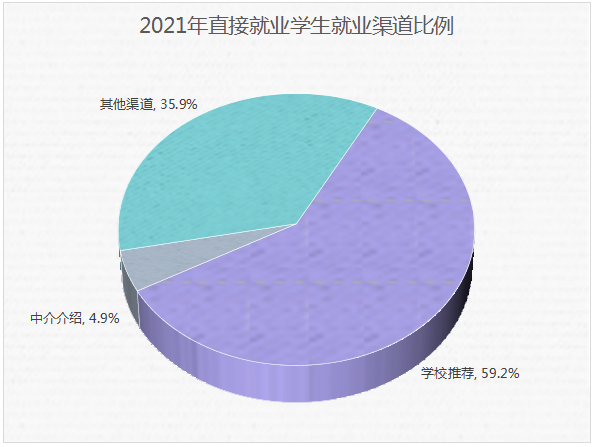 2021年直接就业学生就业渠道比例
其他渠道, 35.9%
中介介绍, 4.9%
学校推荐, 59.2%